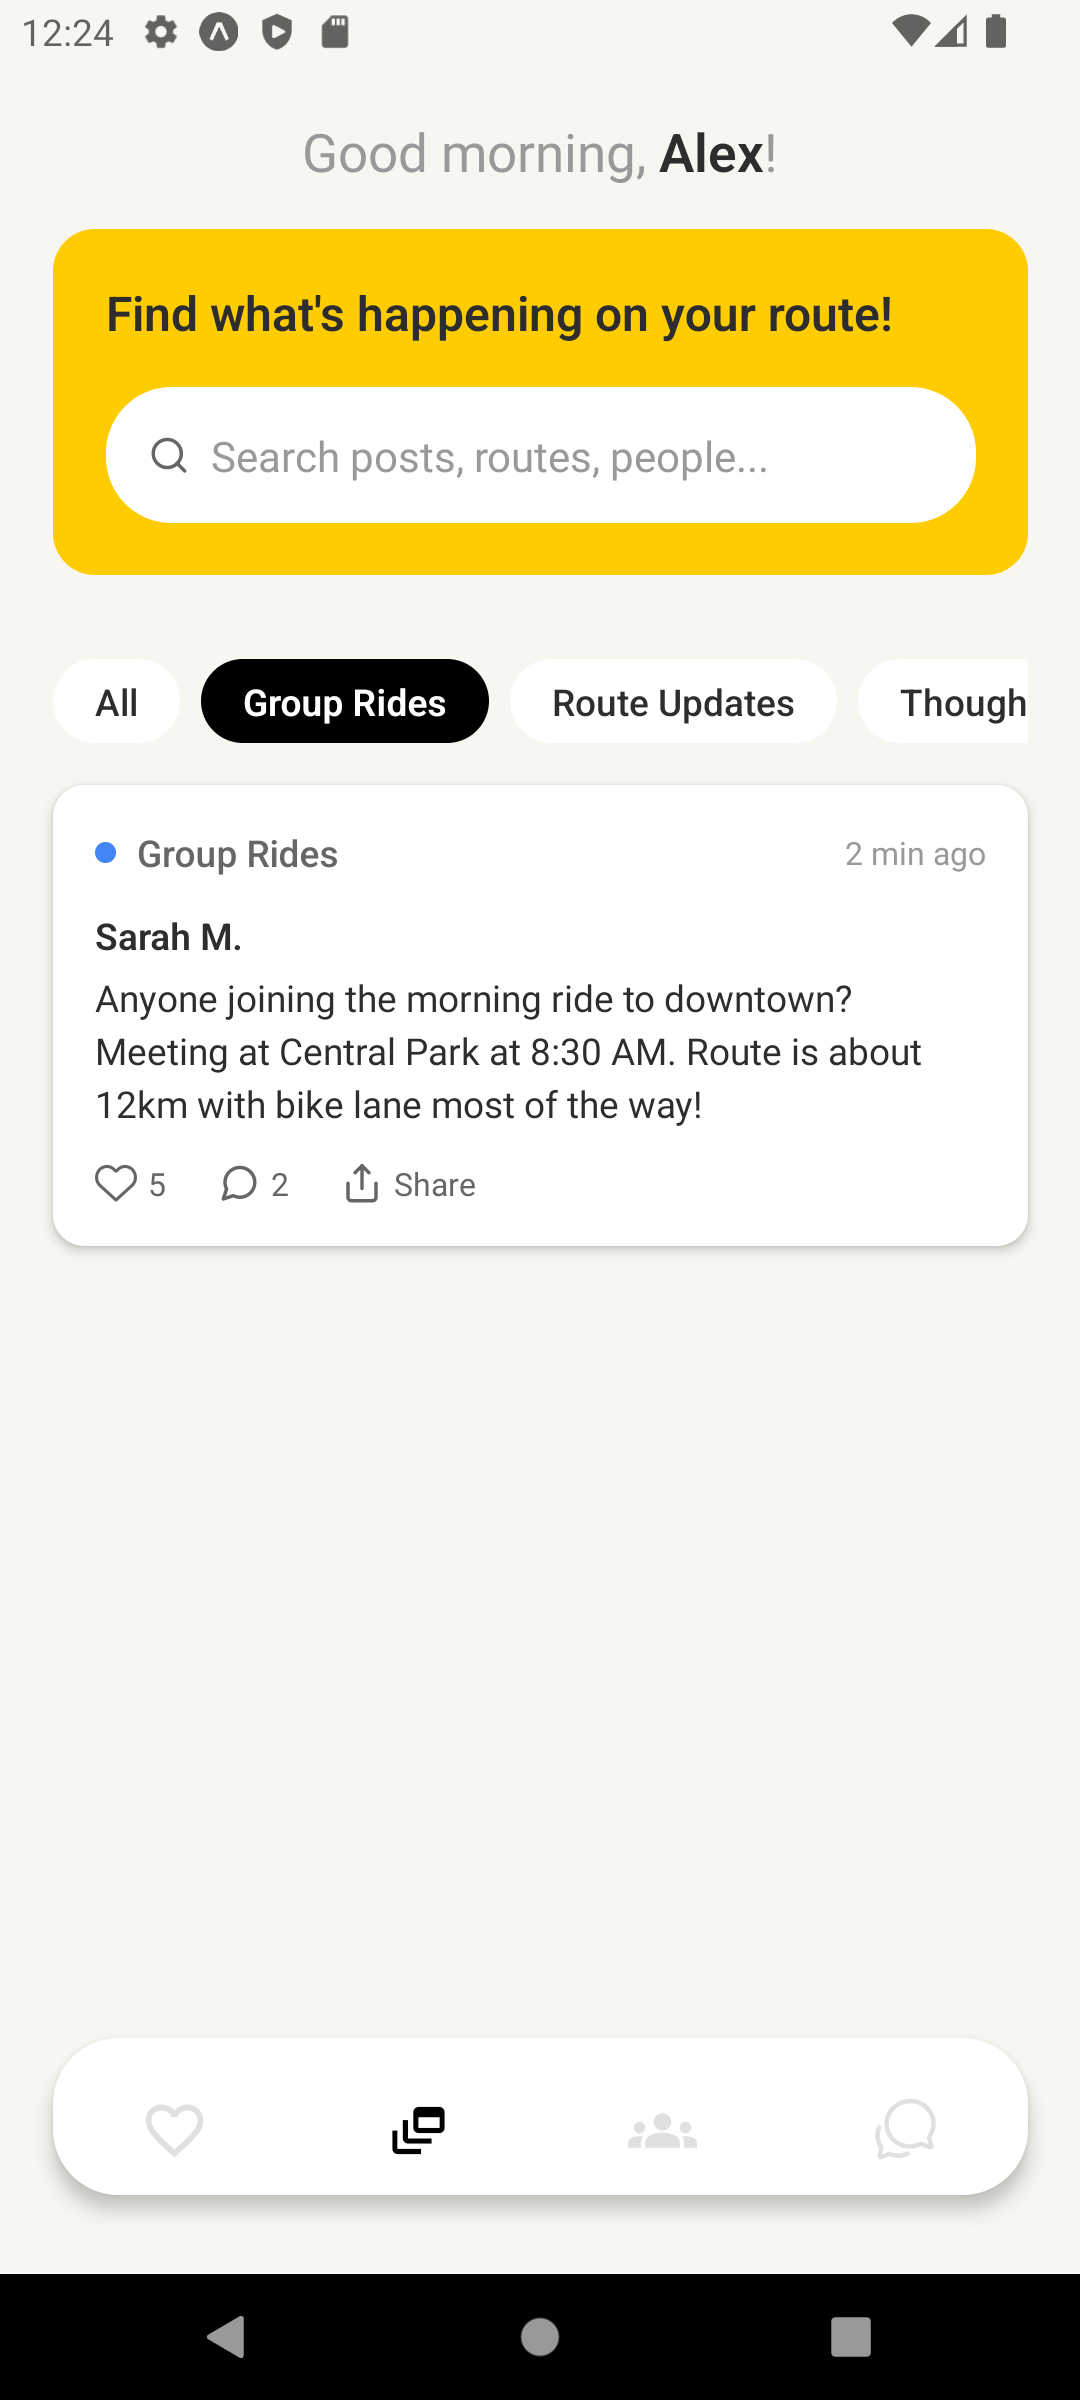 12:24
Good morning, Alex!
Find what's happening on your route!
Search posts, routes, people...
All
Group Rides
Route Updates
Though
Group Rides
2 min ago
Sarah M.
Anyone joining the morning ride to downtown?
Meeting at Central Park at 8:30 AM. Route is about
12km with bike lane most of the way!
5
2
Share